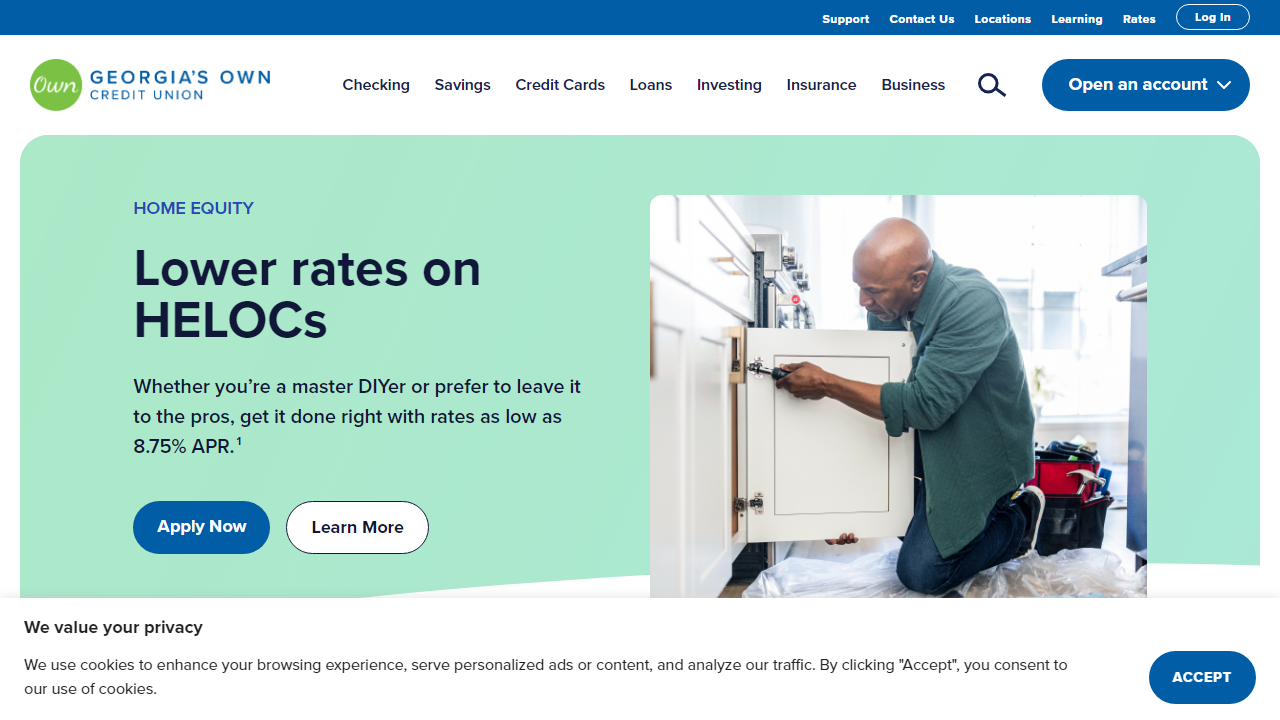 Support Contact Us Locations Learning Rates Log In
Own GEORGIA'S OWN
CREDIT UNION
Checking Savings Credit Cards Loans Investing Insurance Business Open an account
HOME EQUITY
Lower rates on
HELOCs
Whether you’re a master DIYer or prefer to leave it
to the pros, get it done right with rates as low as
8.75% APR.¹
Apply Now Learn More
We value your privacy
We use cookies to enhance your browsing experience, serve personalized ads or content, and analyze our traffic. By clicking "Accept", you consent to
our use of cookies.
ACCEPT